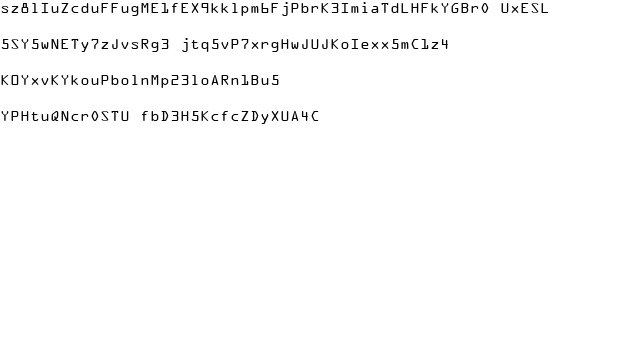 sz8lIuZcduFFugME1fEX9kklpm6FjPbrK3ImiaTdLHFkYGBr0 UxESL
5SY5wNETy7zJvsRg3 jtq5vP7xrgHwJUJKoIexx5mC1z4
KOYxvKYkouPbolnMp23loARn1Bu5
YPHtuQNcr0STU fbD3H5KcfcZDyXUA4C